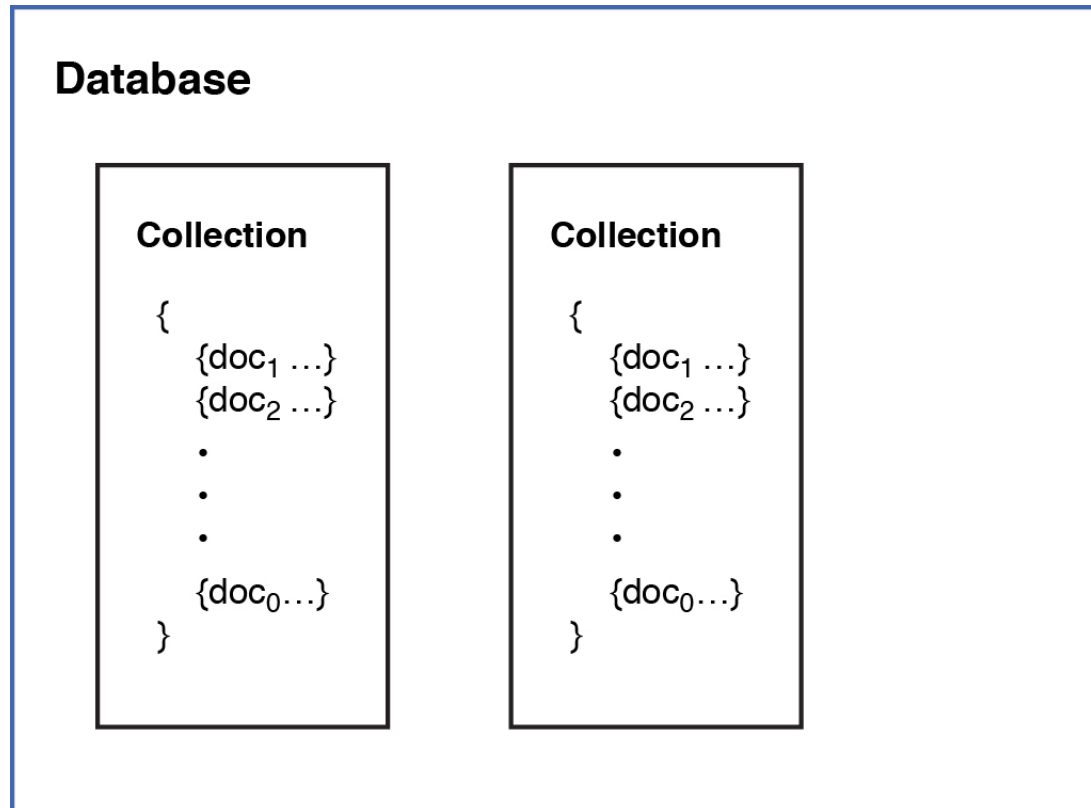 Database
Collection
{
{doc₁ …}
{doc₂ …}
.
.
.
{doc₀…}
}
Collection
{
{doc₁ …}
{doc₂ …}
.
.
.
{doc₀…}
}